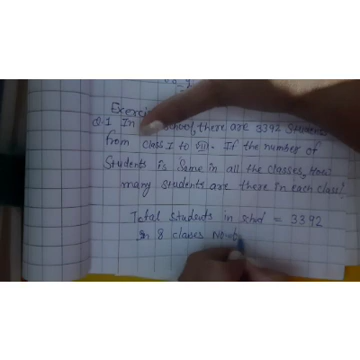 Exerci
Q-1 In school, there are 3392 students
from class I to VIII. If the number of
students is same in all the classes, How
many students are there in each class?
Total students in school = 3392
In 8 classes No. of